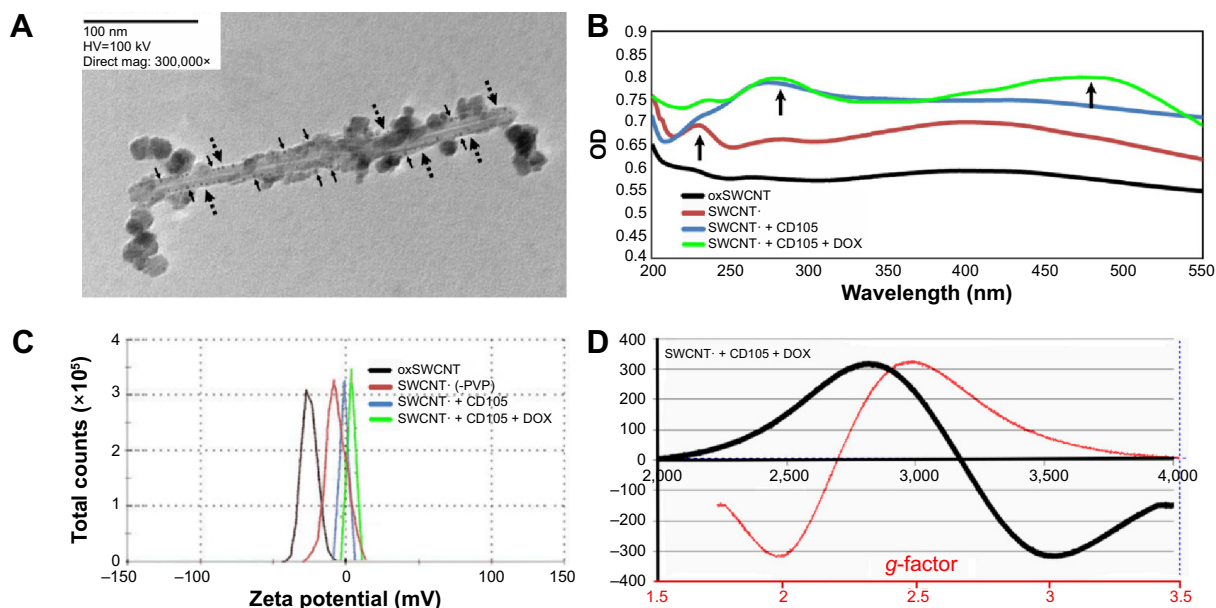 A
100 nm
HV=100 kV
Direct mag: 300,000×
B
0.9
0.8
0.75
0.7
0.67
0.6
0.55
0.5
0.45
0.4
OD
oxSWCNT
SWCNT·
SWCNT· + CD105
SWCNT· + CD105 + DOX
200 250 300 350 400 450 500 550
Wavelength (nm)
C
4
3
2
1
0
Total counts (×10⁵)
oxSWCNT
SWCNT· (-PVP)
SWCNT· + CD105
SWCNT· + CD105 + DOX
−150 −100 0 100 150
Zeta potential (mV)
D
SWCNT· + CD105 + DOX
400
300
200
100
0
−100
−200
−300
−400
2,000 2,500 3,000 3,500 4,000
g-factor
1.5 2 2.5 3 3.5